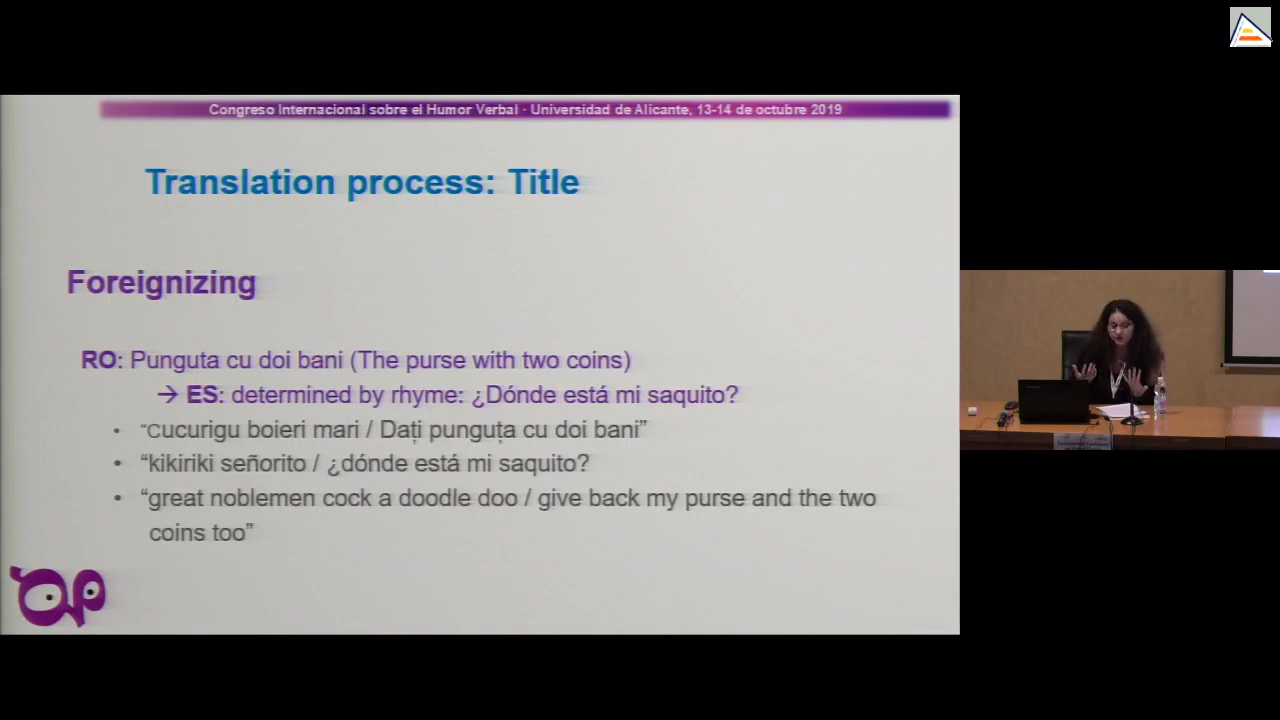 Congreso Internacional sobre el Humor Verbal - Universidad de Alicante, 13-14 de octubre 2019
Translation process: Title
Foreignizing
RO: Punguta cu doi bani (The purse with two coins)
→ ES: determined by rhyme: ¿Dónde está mi saquito?
• “Cucurigu boieri mari / Dați punguța cu doi bani”
• “kikiriki señorito / ¿dónde está mi saquito?
• “great noblemen cock a doodle doo / give back my purse and the two
coins too”